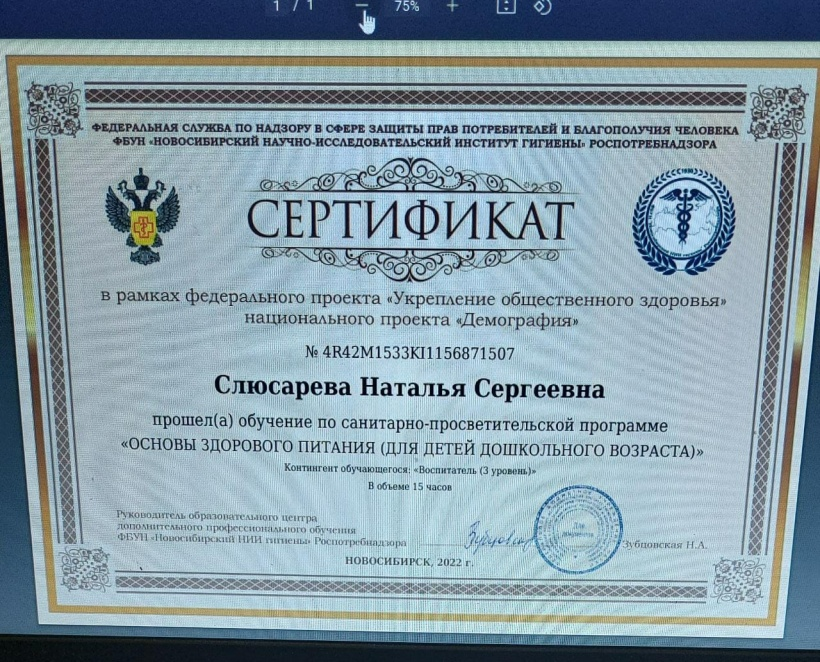 1 / 1 — 75% +
ФЕДЕРАЛЬНАЯ СЛУЖБА ПО НАДЗОРУ В СФЕРЕ ЗАЩИТЫ ПРАВ ПОТРЕБИТЕЛЕЙ И БЛАГОПОЛУЧИЯ ЧЕЛОВЕКА
ФБУН «НОВОСИБИРСКИЙ НАУЧНО-ИССЛЕДОВАТЕЛЬСКИЙ ИНСТИТУТ ГИГИЕНЫ» РОСПОТРЕБНАДЗОРА
СЕРТИФИКАТ
в рамках федерального проекта «Укрепление общественного здоровья»
национального проекта «Демография»
№ 4R42M1533KI1156871507
Слюсарева Наталья Сергеевна
прошел(а) обучение по санитарно-просветительской программе
«ОСНОВЫ ЗДОРОВОГО ПИТАНИЯ (ДЛЯ ДЕТЕЙ ДОШКОЛЬНОГО ВОЗРАСТА)»
Контингент обучающегося: «Воспитатель (3 уровень)»
В объеме 15 часов
Руководитель образовательного центра
дополнительного профессионального обучения
ФБУН «Новосибирский НИИ гигиены» Роспотребнадзора
Зубцовская Н.А.
Для документов
НОВОСИБИРСК, 2022 г.